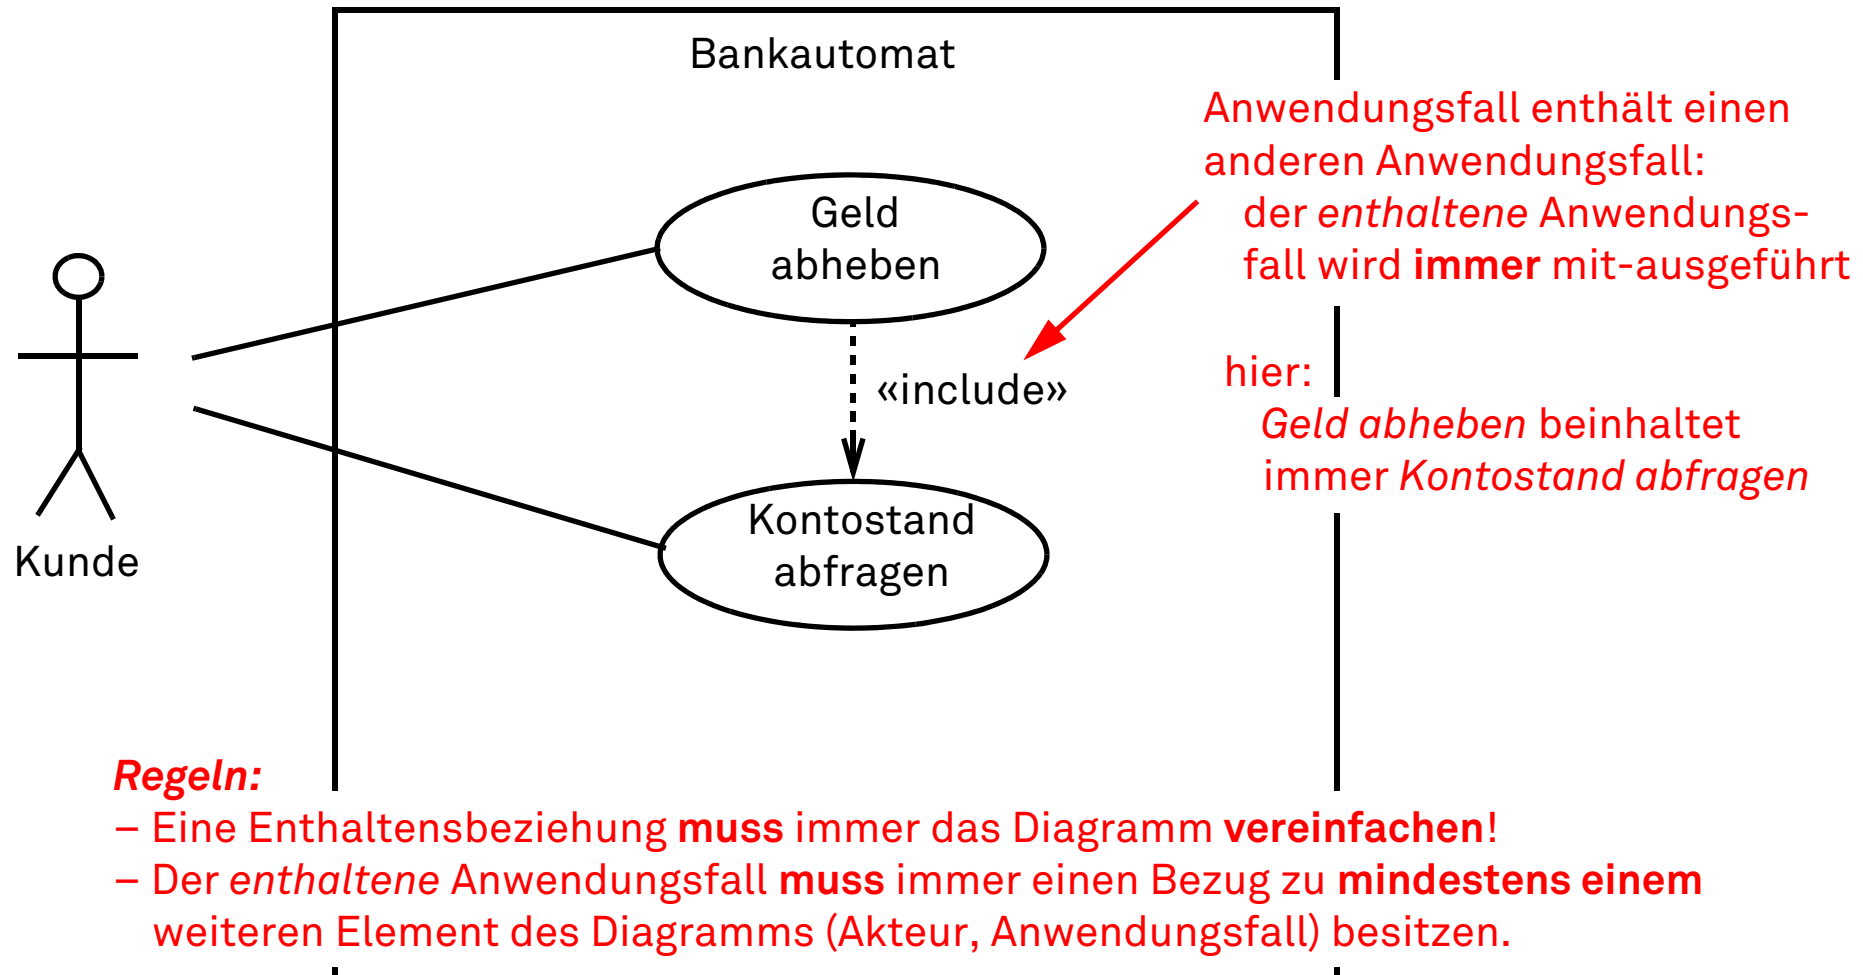 Bankautomat
Anwendungsfall enthält einen
anderen Anwendungsfall:
der enthaltene Anwendungs-
fall wird immer mit-ausgeführt
Geld
abheben
«include»
hier:
Geld abheben beinhaltet
immer Kontostand abfragen
Kontostand
abfragen
Kunde
Regeln:
– Eine Enthaltensbeziehung muss immer das Diagramm vereinfachen!
– Der enthaltene Anwendungsfall muss immer einen Bezug zu mindestens einem
weiteren Element des Diagramms (Akteur, Anwendungsfall) besitzen.